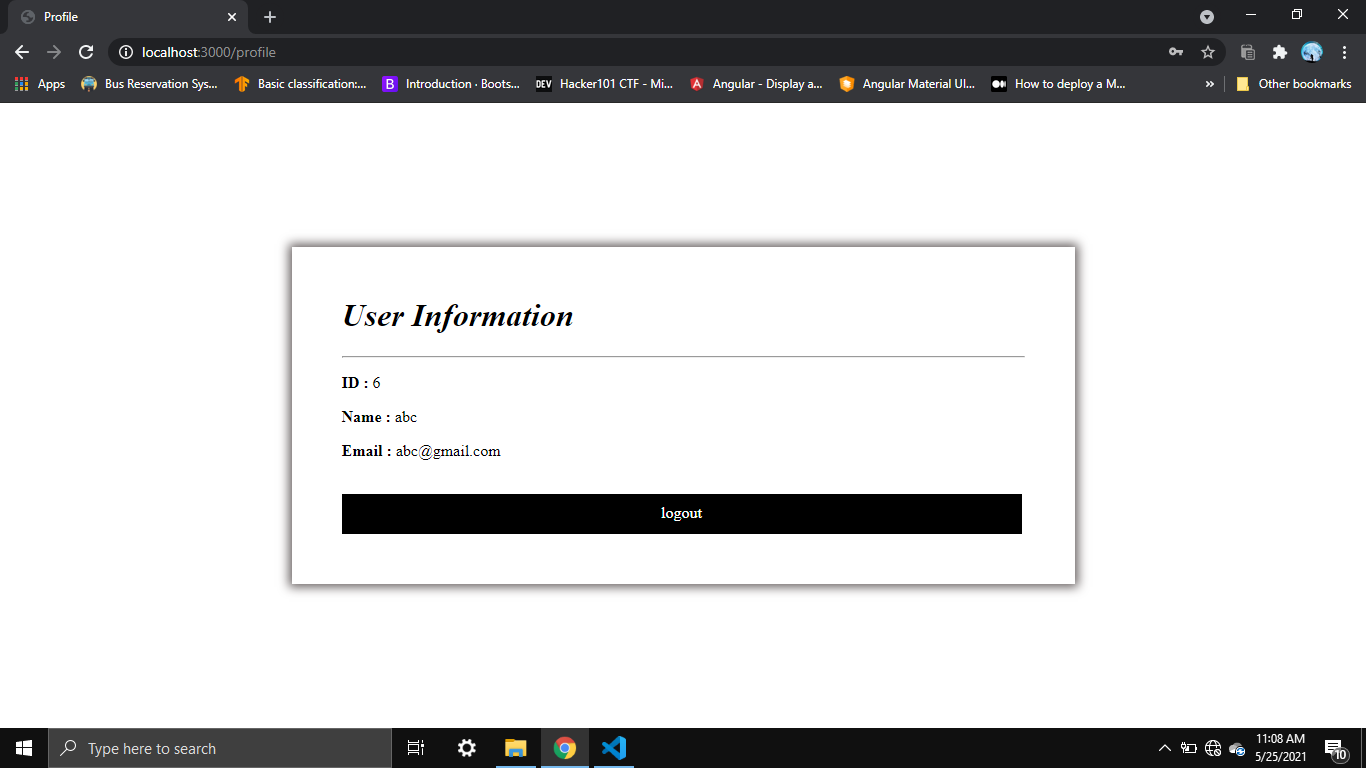 Profile
localhost:3000/profile
Apps Bus Reservation Sys... Basic classification:... B Introduction · Boots... DEV Hacker101 CTF - Mi... A Angular - Display a... Angular Material UI... How to deploy a M... » Other bookmarks
User Information
ID : 6
Name : abc
Email : abc@gmail.com
logout
Type here to search
11:08 AM
5/25/2021
10